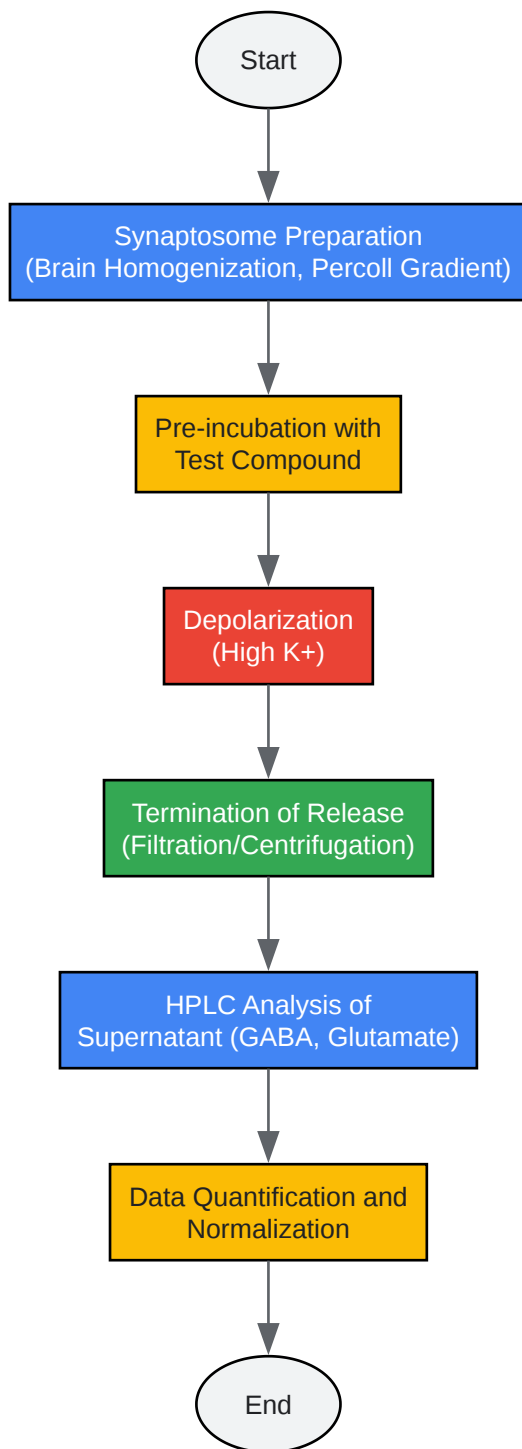 Start
Synaptosome Preparation
(Brain Homogenization, Percoll Gradient)
Pre-incubation with
Test Compound
Depolarization
(High K+)
Termination of Release
(Filtration/Centrifugation)
HPLC Analysis of
Supernatant (GABA, Glutamate)
Data Quantification and
Normalization
End